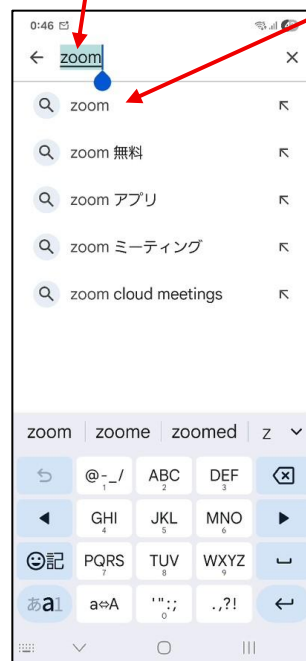 0:46
zoom
zoom
zoom 無料
zoom アプリ
zoom ミーティング
zoom cloud meetings
zoom zoome zoomed z
@-_/ ABC DEF
1 2 3
GHI JKL MNO
4 5 6
記 PQRS TUV WXYZ
7 8 9
あa1 a⇔A '":; .,?!
0